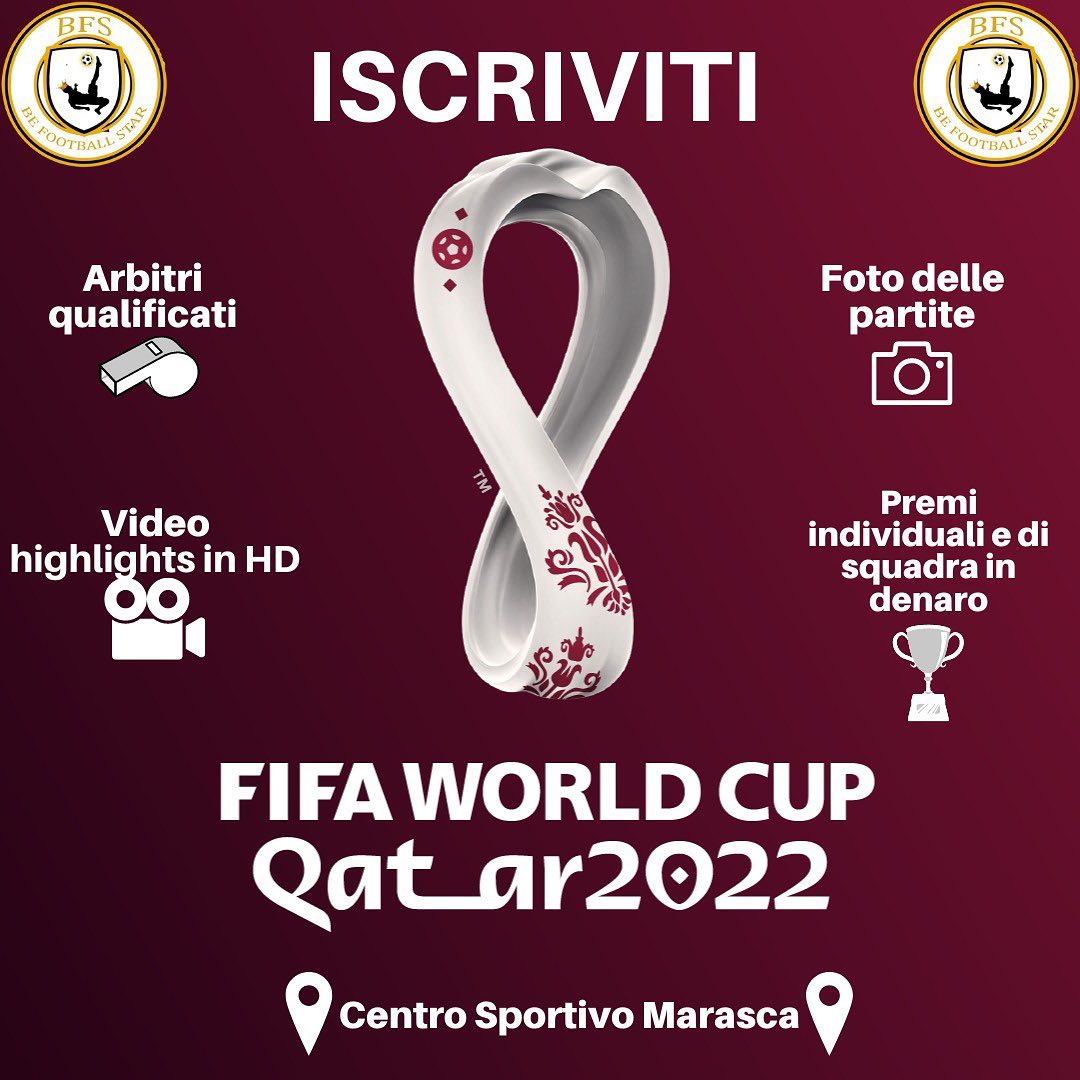 BFS
BE FOOTBALL STAR
ISCRIVITI
BFS
BE FOOTBALL STAR
Arbitri
qualificati
Foto delle
partite
Video
highlights in HD
Premi
individuali e di
squadra in
denaro
TM
FIFA WORLD CUP
Qatar2022
Centro Sportivo Marasca